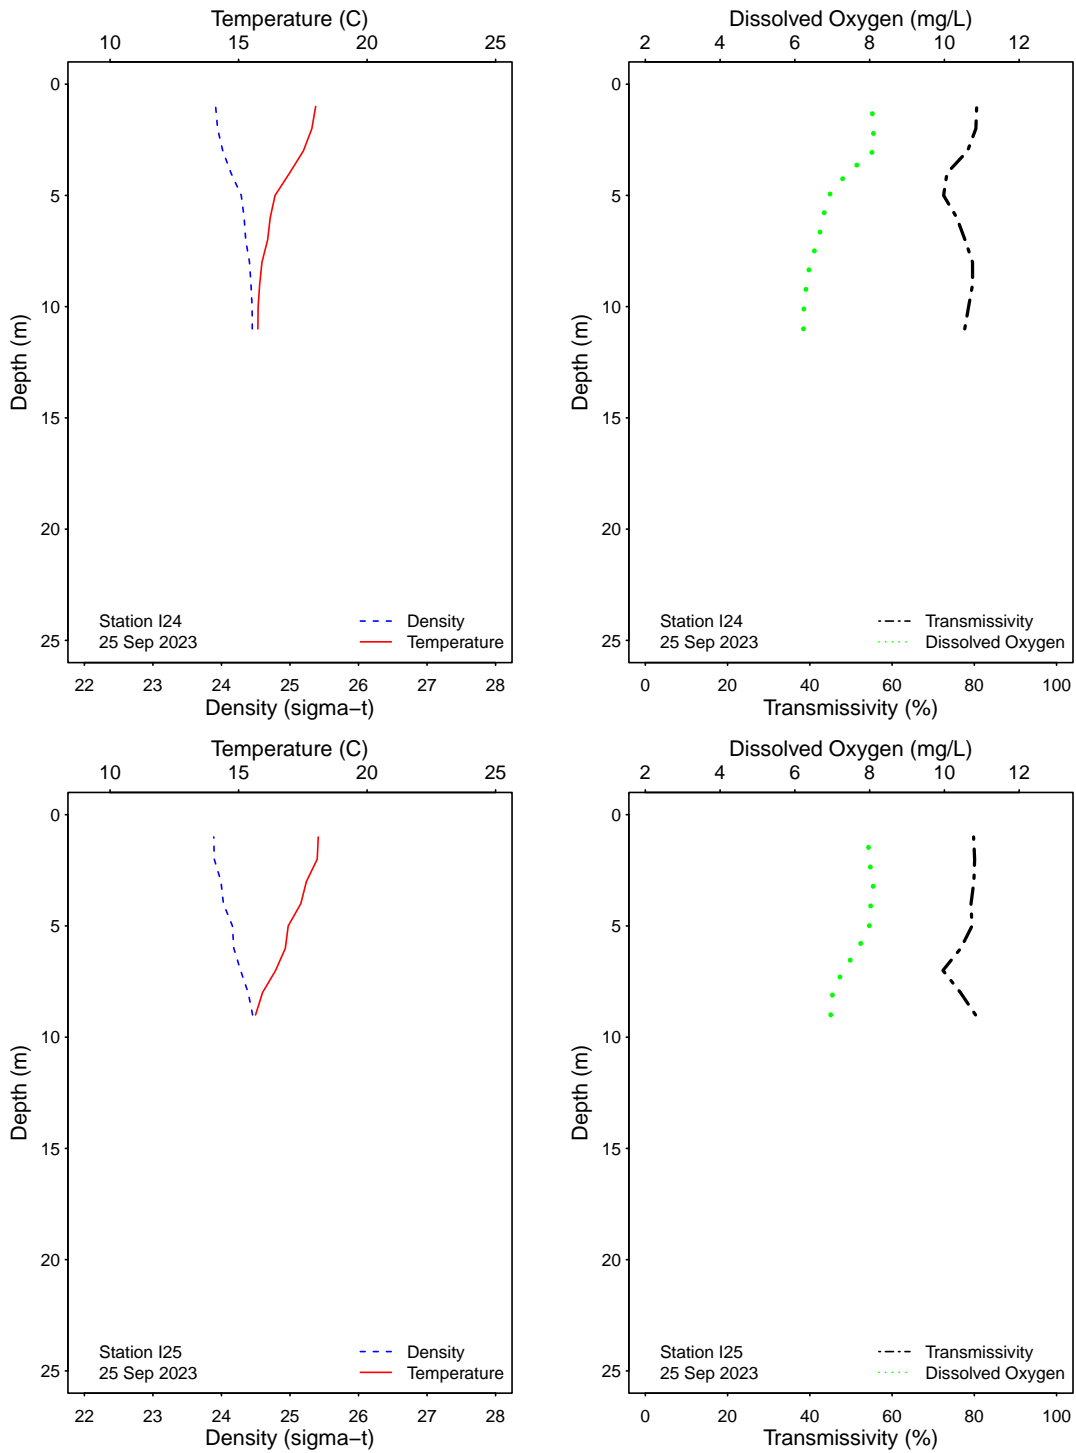 Temperature (C)
10 15 20 25
0
5
10
15
20
25
Depth (m)
Station I24
25 Sep 2023
Density
Temperature
22 23 24 25 26 27 28
Density (sigma−t)
Dissolved Oxygen (mg/L)
2 4 6 8 10 12
0
5
10
15
20
25
Depth (m)
Station I24
25 Sep 2023
Transmissivity
Dissolved Oxygen
0 20 40 60 80 100
Transmissivity (%)
Temperature (C)
10 15 20 25
0
5
10
15
20
25
Depth (m)
Station I25
25 Sep 2023
Density
Temperature
22 23 24 25 26 27 28
Density (sigma−t)
Dissolved Oxygen (mg/L)
2 4 6 8 10 12
0
5
10
15
20
25
Depth (m)
Station I25
25 Sep 2023
Transmissivity
Dissolved Oxygen
0 20 40 60 80 100
Transmissivity (%)